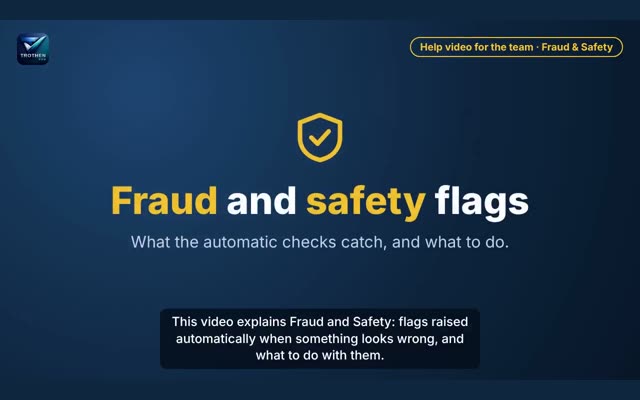 TROTHEN
Help video for the team · Fraud & Safety
Fraud and safety flags
What the automatic checks catch, and what to do.
This video explains Fraud and Safety: flags raised
automatically when something looks wrong, and
what to do with them.